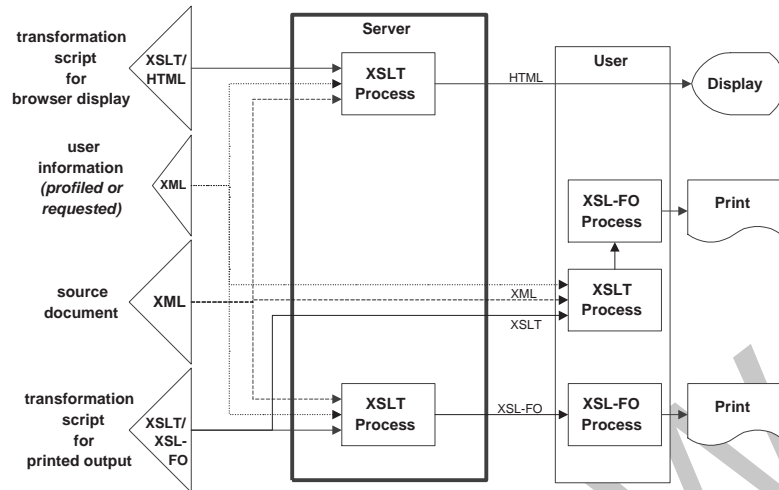 transformation
script
for
browser display
XSLT/
HTML
Server
XSLT
Process
HTML
User
Display
user
information
(profiled or
requested)
XML
XSL-FO
Process
Print
source
document
XML
XML
XSLT
XSLT
Process
transformation
script
for
printed output
XSLT/
XSL-
FO
XSLT
Process
XSL-FO
XSL-FO
Process
Print